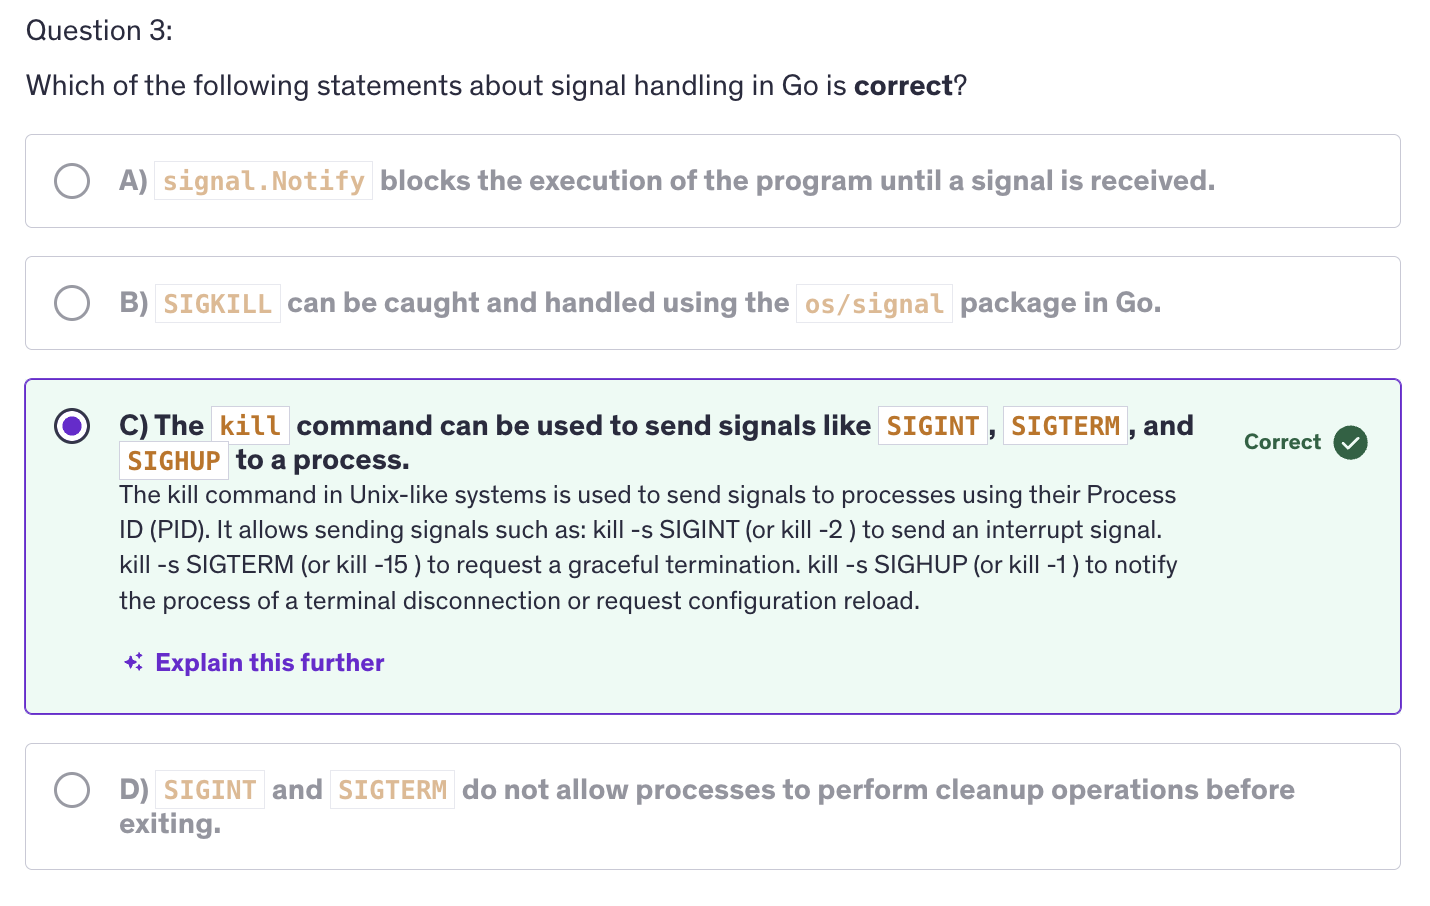 Question 3:
Which of the following statements about signal handling in Go is correct?
A) signal.Notify blocks the execution of the program until a signal is received.
B) SIGKILL can be caught and handled using the os/signal package in Go.
C) The kill command can be used to send signals like SIGINT, SIGTERM, and
SIGHUP to a process.
Correct
The kill command in Unix-like systems is used to send signals to processes using their Process
ID (PID). It allows sending signals such as: kill -s SIGINT (or kill -2 ) to send an interrupt signal.
kill -s SIGTERM (or kill -15 ) to request a graceful termination. kill -s SIGHUP (or kill -1 ) to notify
the process of a terminal disconnection or request configuration reload.
Explain this further
D) SIGINT and SIGTERM do not allow processes to perform cleanup operations before
exiting.